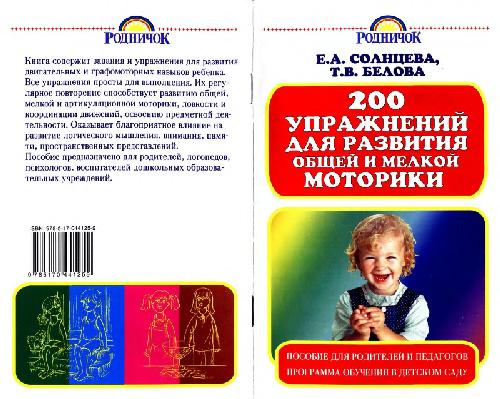 Родничок
Книга содержит задания и упражнения для развития
двигательных и графомоторных навыков ребенка.
Все упражнения просты для выполнения. Их регу-
лярное повторение способствует развитию общей,
мелкой и артикуляционной моторики, ловкости и
координации движений, освоению предметной дея-
тельности. Оказывает благоприятное влияние на
развитие логического мышления, внимания, памя-
ти, пространственных представлений.
Пособие предназначено для родителей, логопедов,
психологов, воспитателей дошкольных образова-
тельных учреждений.
Родничок
Е.А. СОЛНЦЕВА,
Т.В. БЕЛОВА
200
УПРАЖНЕНИЙ
ДЛЯ РАЗВИТИЯ
ОБЩЕЙ И МЕЛКОЙ
МОТОРИКИ
ПОСОБИЕ ДЛЯ РОДИТЕЛЕЙ И ПЕДАГОГОВ
ПРОГРАММА ОБУЧЕНИЯ В ДЕТСКОМ САДУ